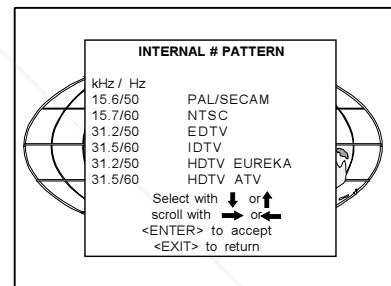 INTERNAL # PATTERN
kHz / Hz
15.6/50 PAL/SECAM
15.7/60 NTSC
31.2/50 EDTV
31.5/60 IDTV
31.2/50 HDTV EUREKA
31.5/60 HDTV ATV
Select with ⬇ or ⬆
scroll with ➡ or ⬅
<ENTER> to accept
<EXIT> to return